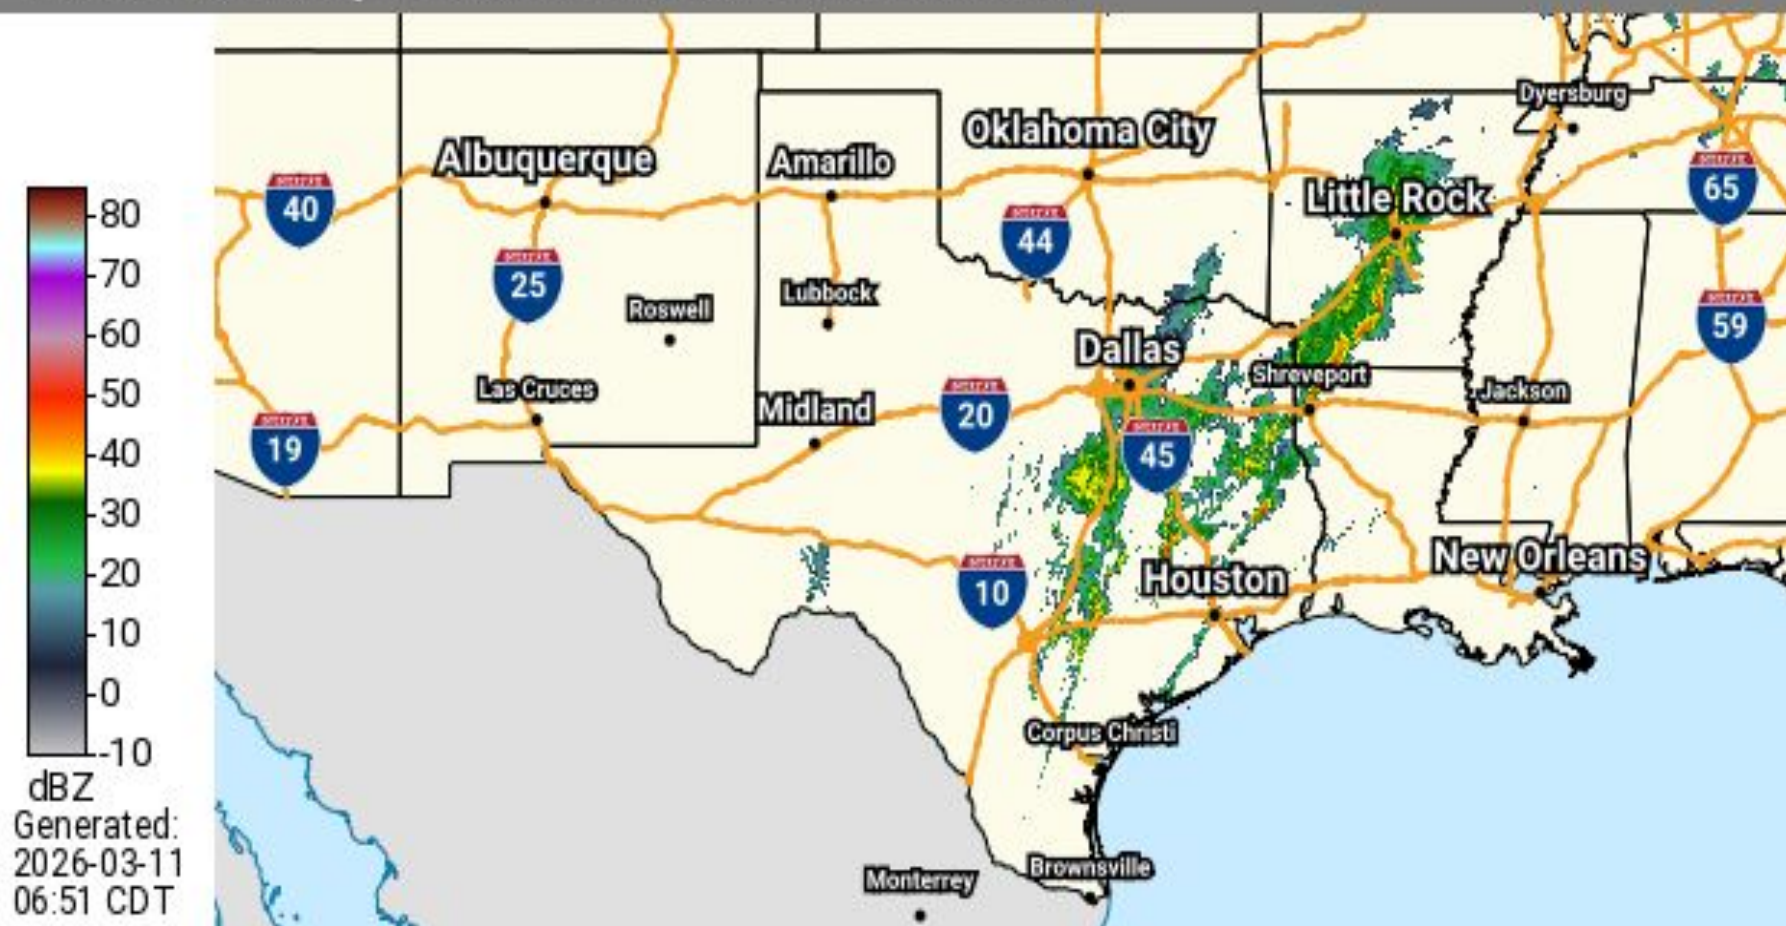 Dyersburg
Oklahoma City
Albuquerque
Amarillo
40
65
Little Rock
80
44
70
25
Lubbock
Roswell
59
60
Dallas
Shreveport
Las Cruces
Jackson
50
Midland
20
40
19
45
30
New Orleans
20
Houston
10
10
0
Corpus Christi
-10
dBZ
Generated:
2026-03-11
06:51 CDT
Brownsville
Monterrey